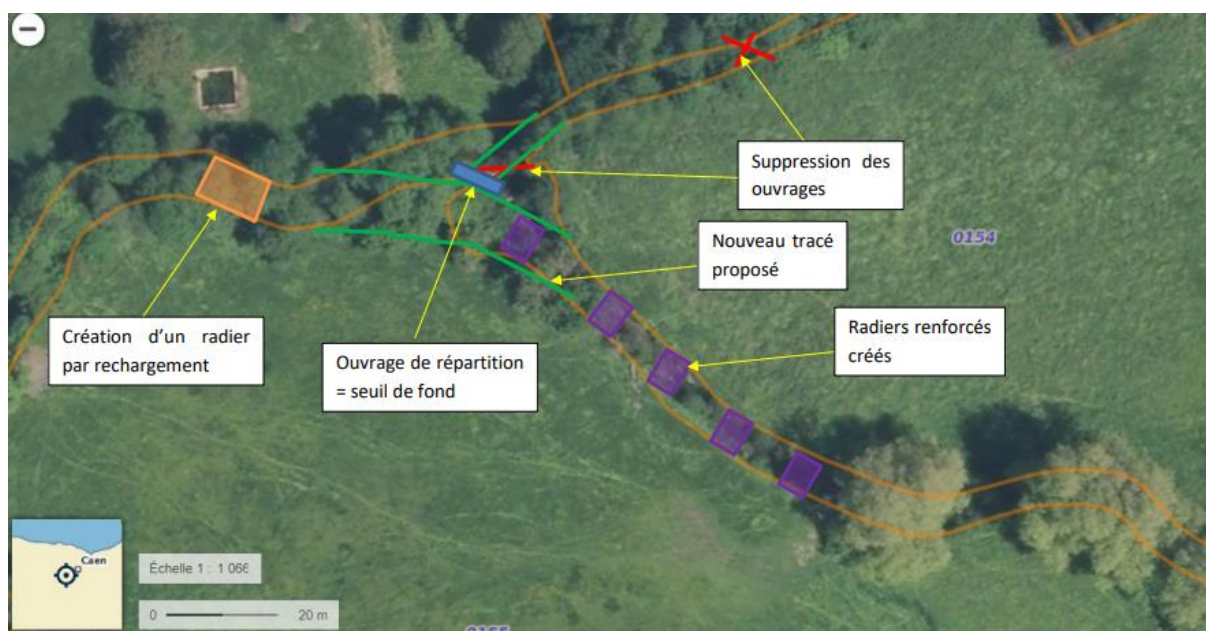 Suppression des
ouvrages
0154
Nouveau tracé
proposé
Création d'un radier
par rechargement
Ouvrage de répartition
= seuil de fond
Radiers renforcés
créés
Caen
Échelle 1 : 1 066
0 20 m
0155